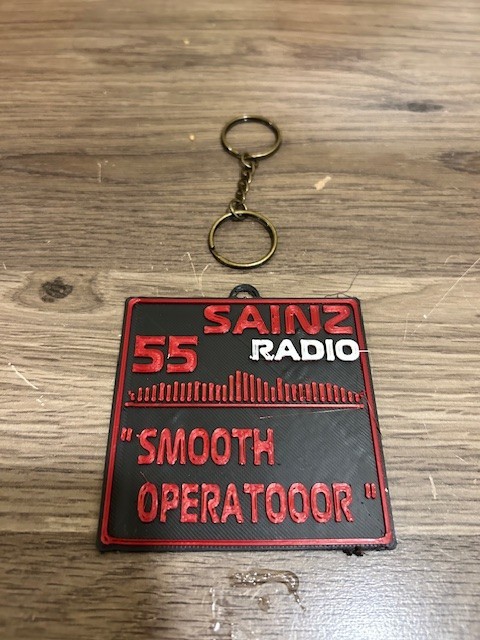 SAINZ
55 RADIO
"SMOOTH
OPERATOOOR"